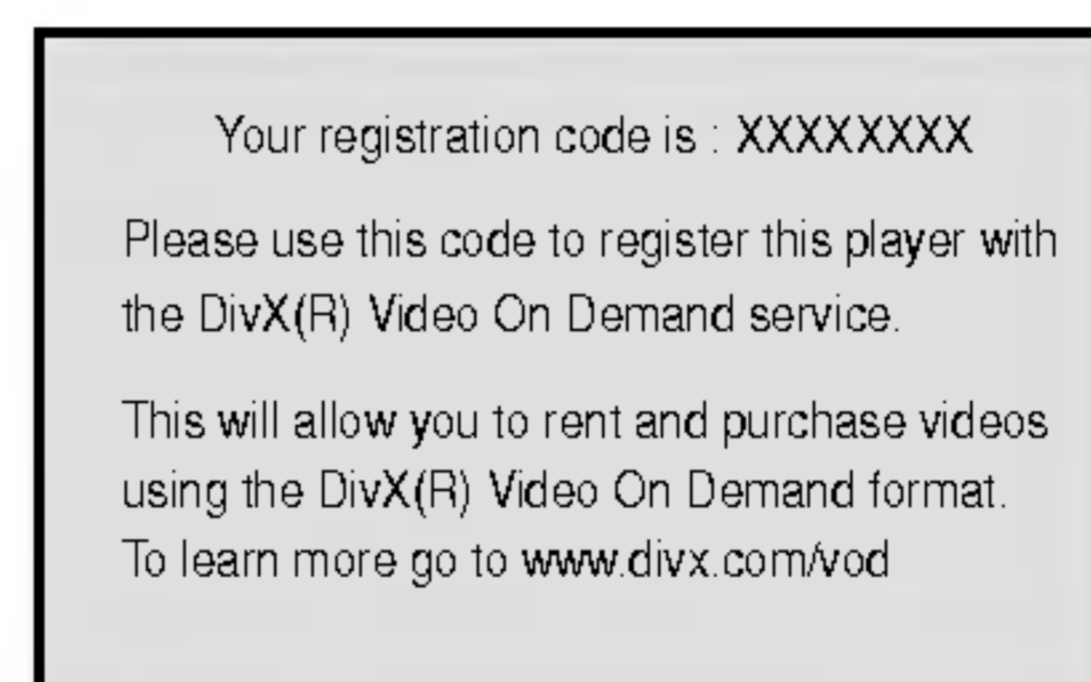 Your registration code is : XXXXXXXX
Please use this code to register this player with
the DivX(R) Video On Demand service.
This will allow you to rent and purchase videos
using the DivX(R) Video On Demand format.
To learn more go to www.divx.com/vod